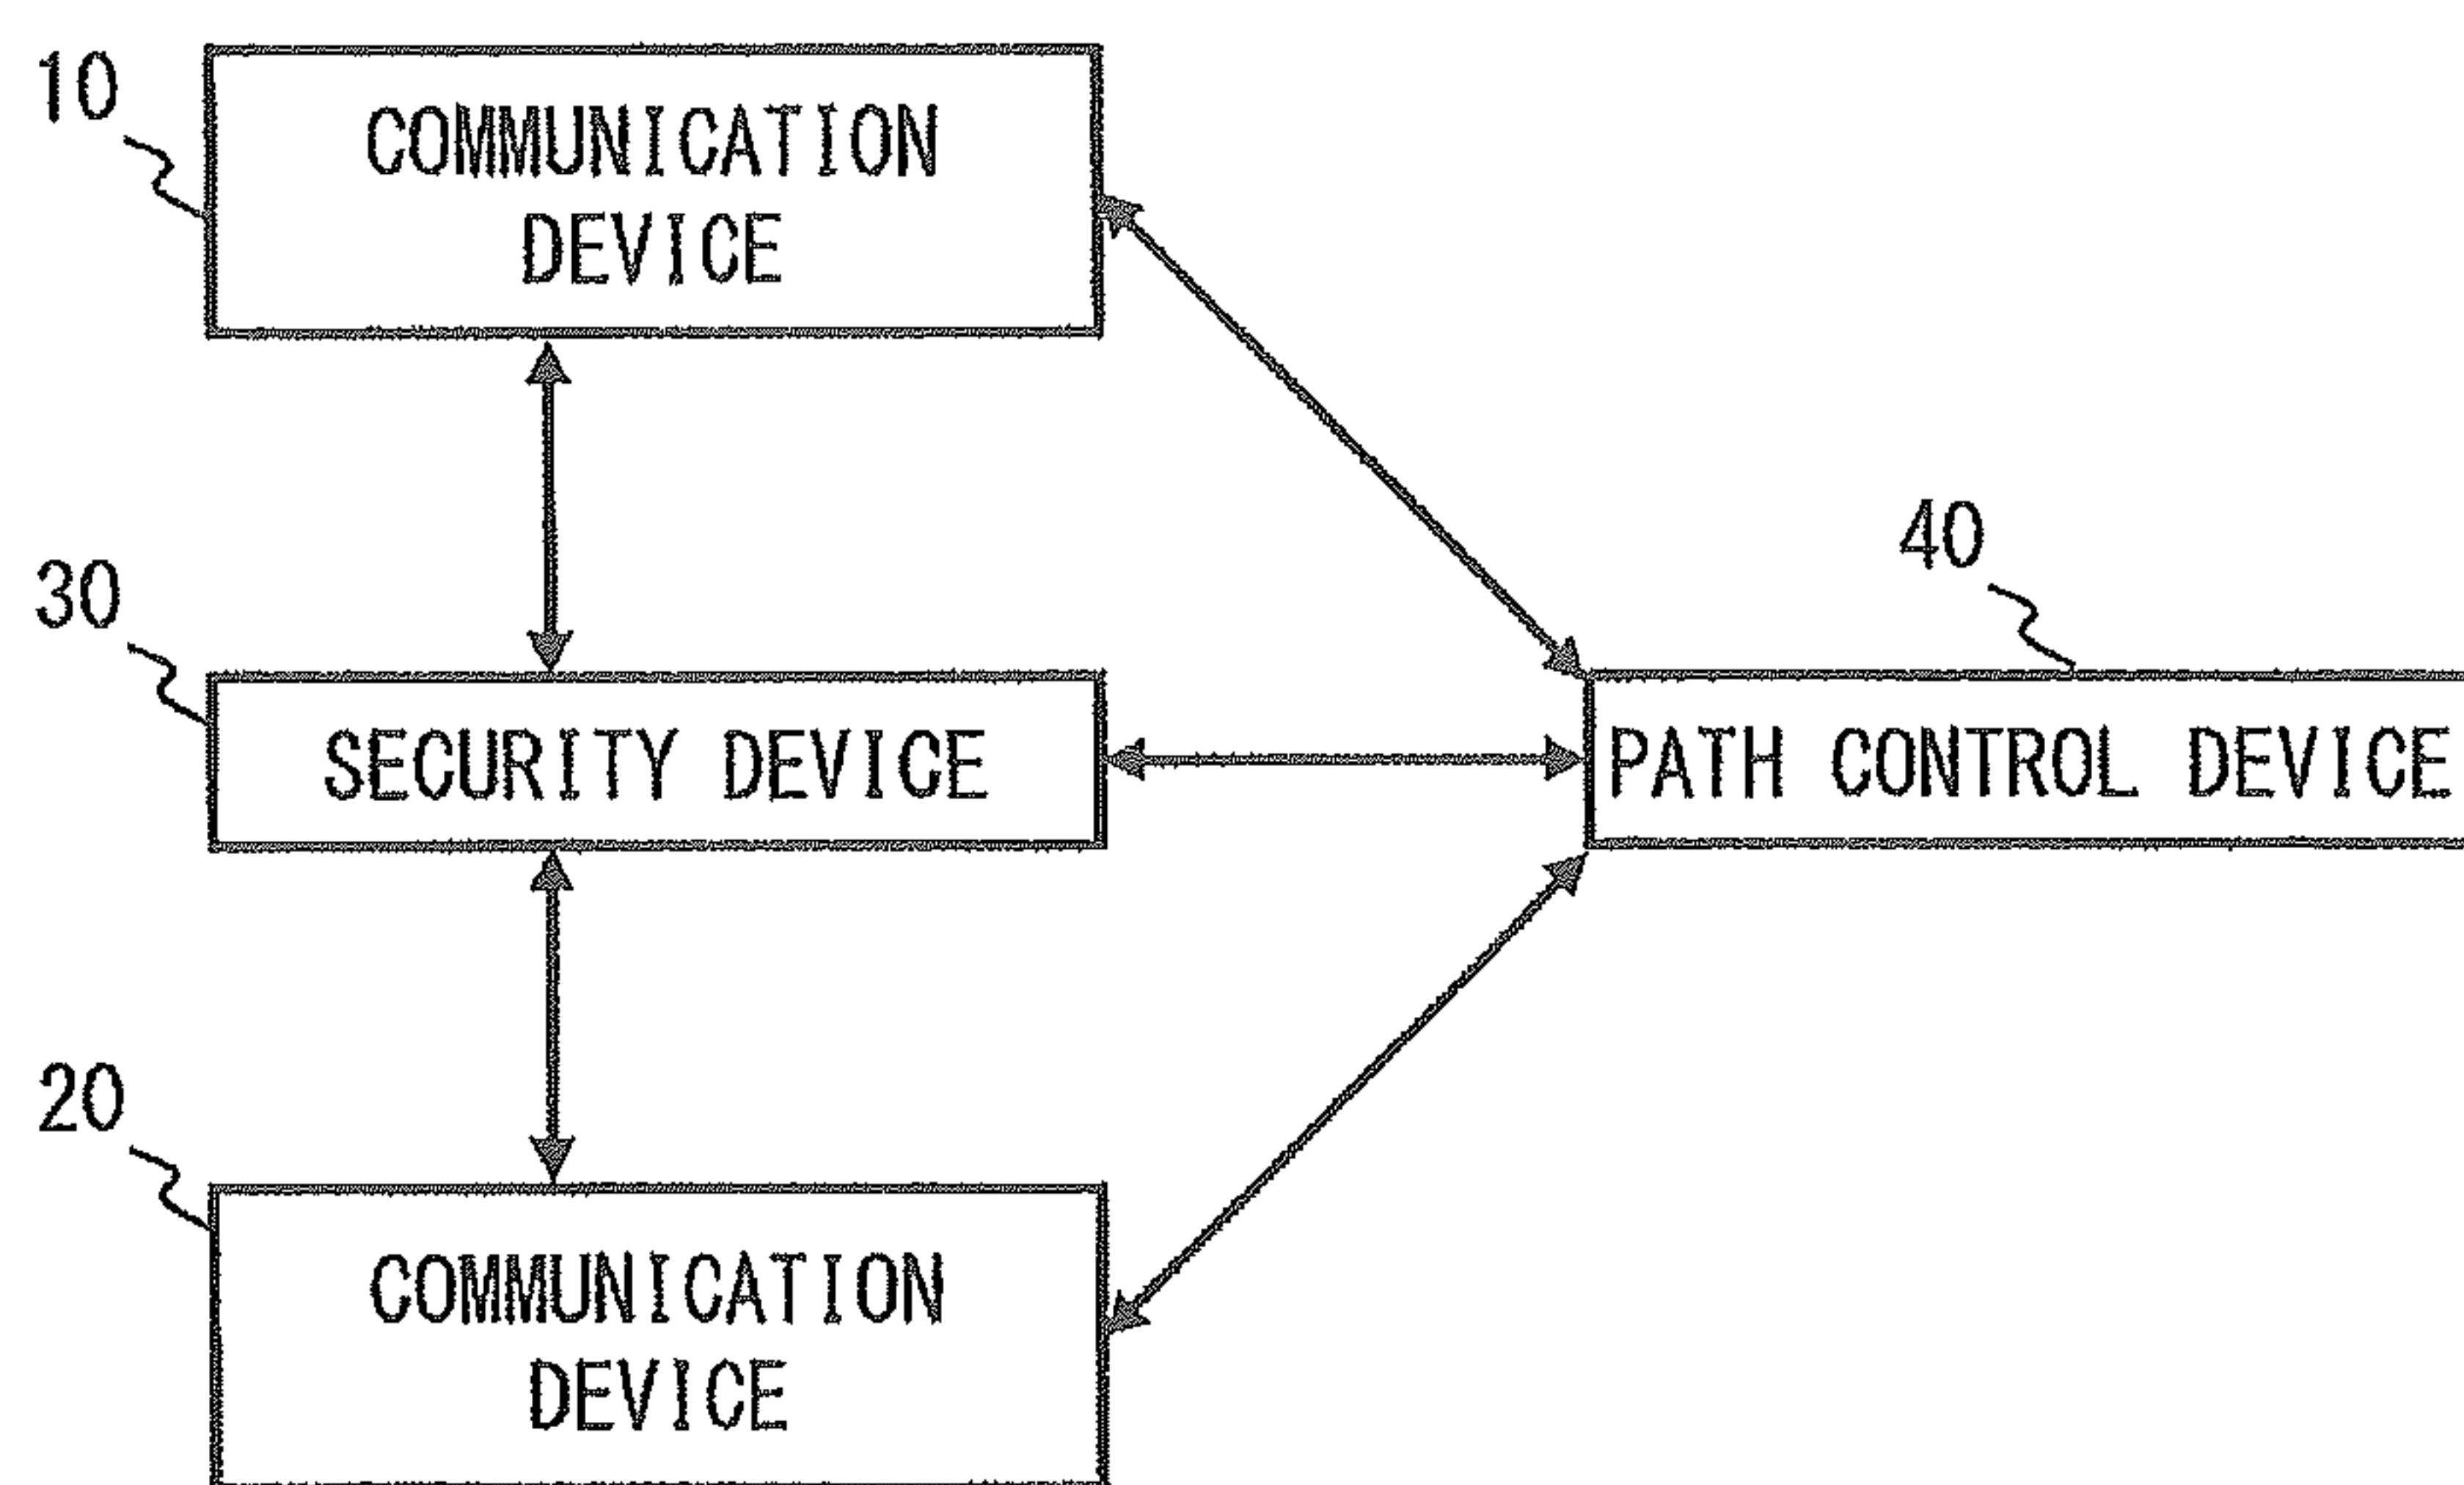 10
COMMUNICATION
DEVICE
40
30
SECURITY DEVICE
PATH CONTROL DEVICE
20
COMMUNICATION
DEVICE